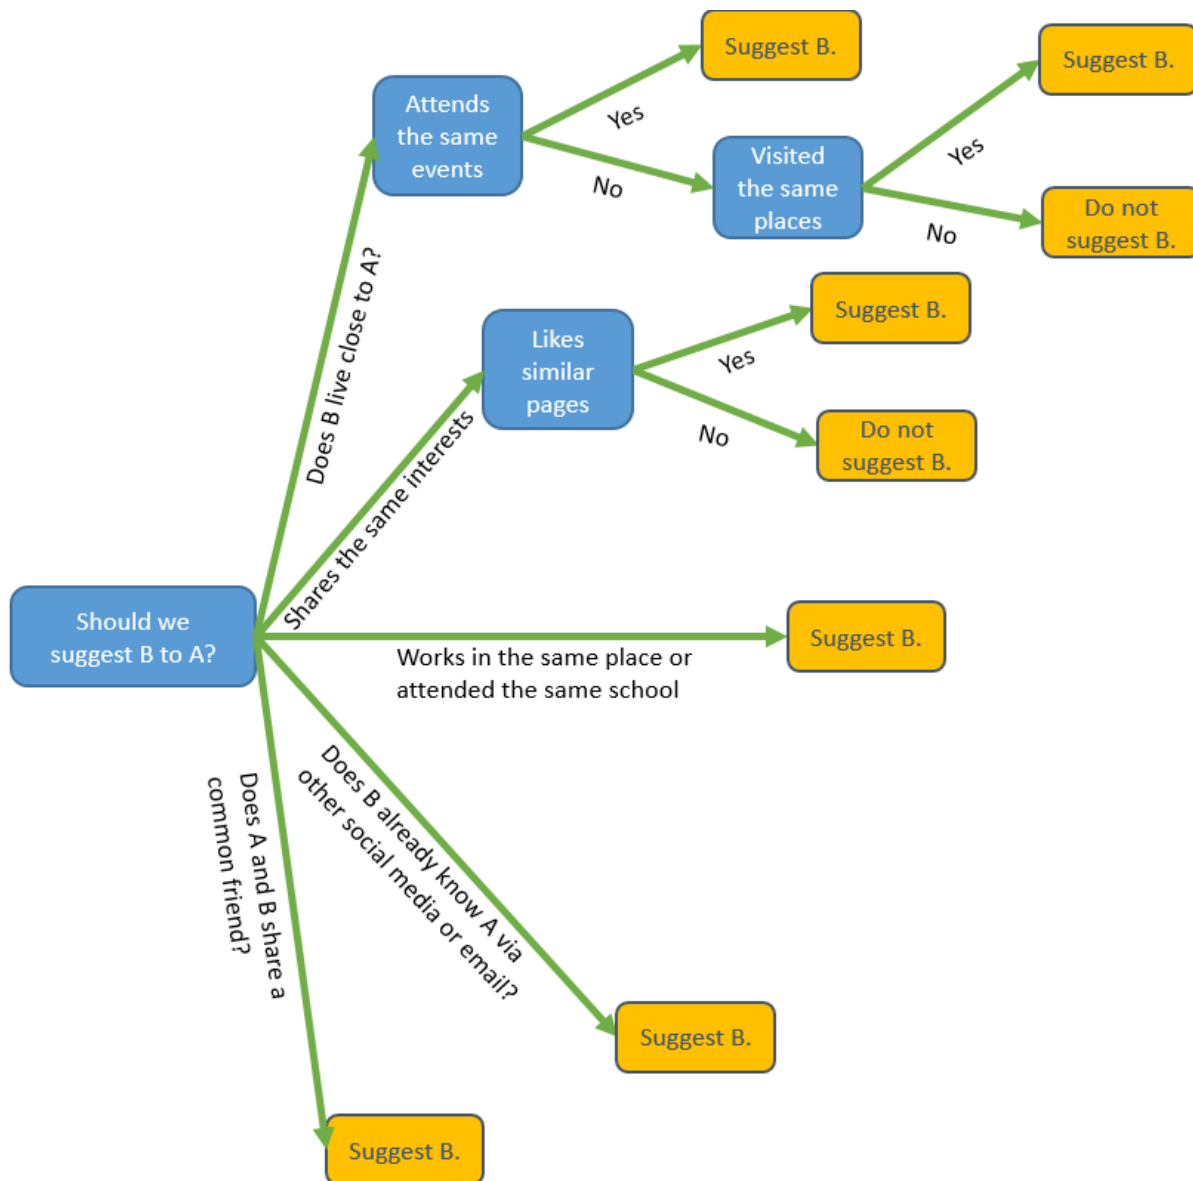 Suggest B.
Suggest B.
Attends
the same
events
Yes
No
Visited
the same
places
Yes
No
Do not
suggest B.
Does B live close to A?
Likes
similar
pages
Suggest B.
Yes
No
Do not
suggest B.
Shares the same interests
Should we
suggest B to A?
Works in the same place or
attended the same school
Suggest B.
Does B already know A via
other social media or email?
Suggest B.
Does A and B share a
common friend?
Suggest B.